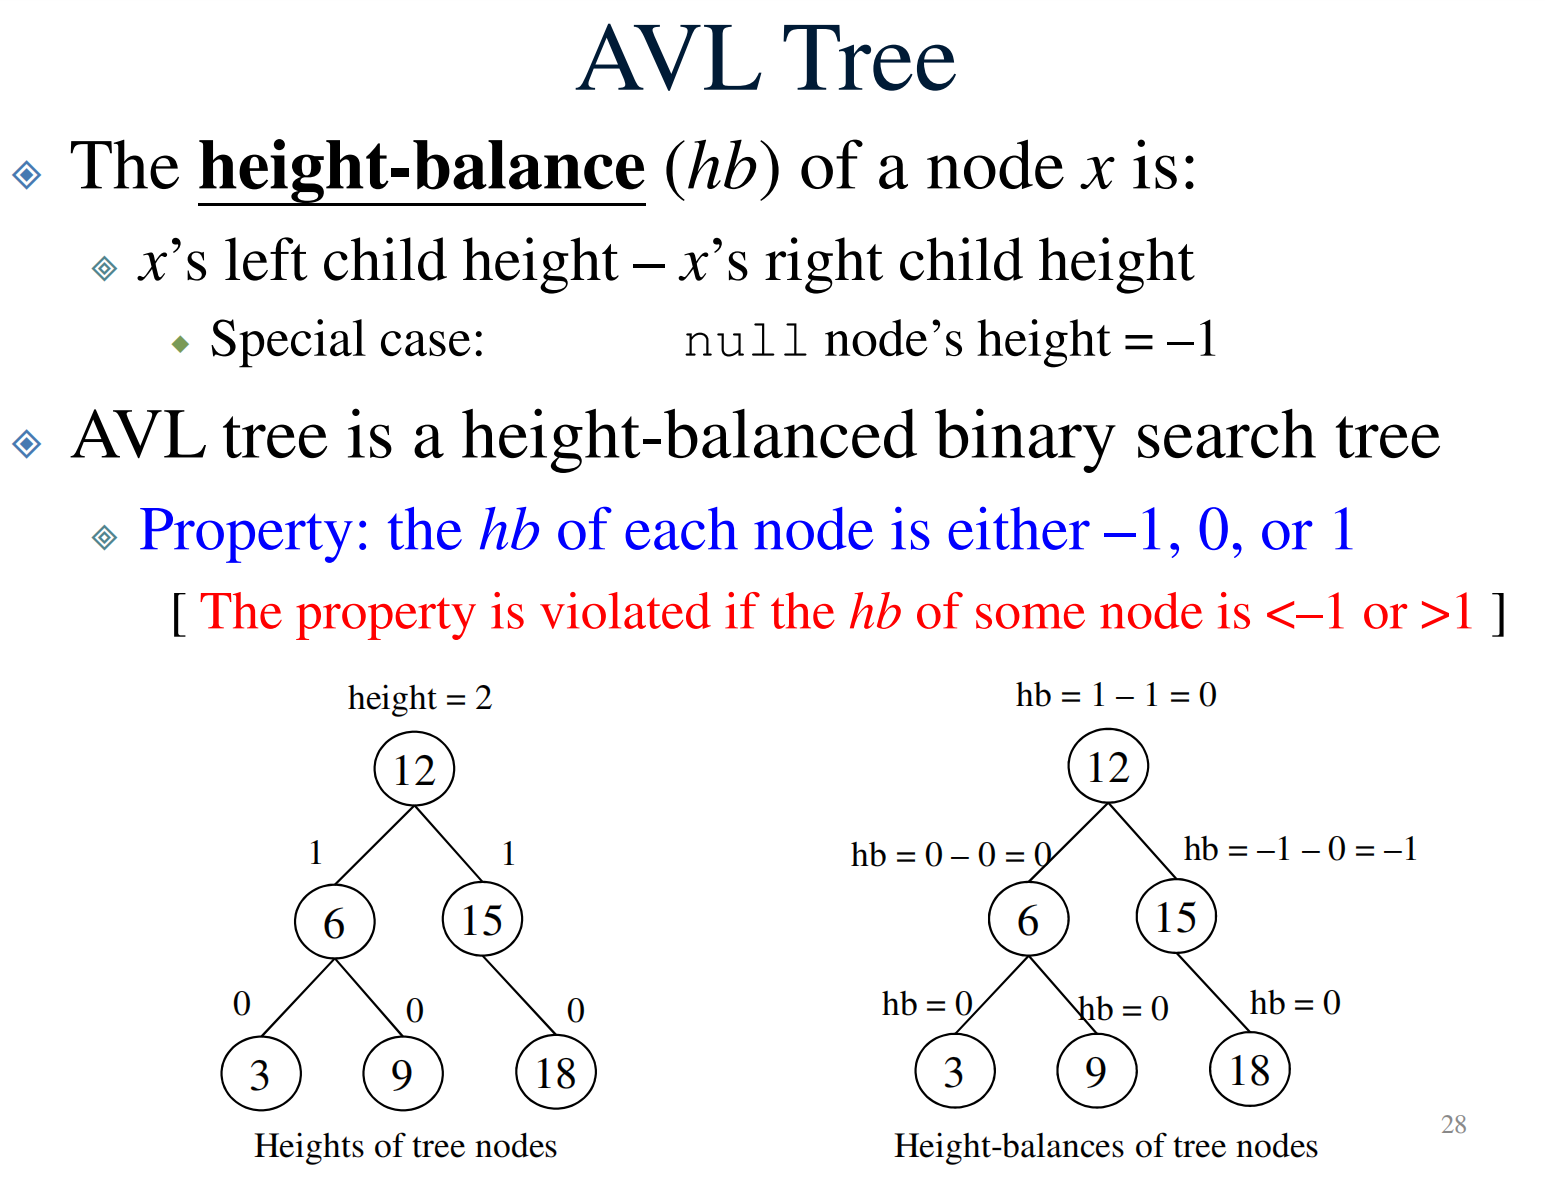 AVL Tree
The height-balance (hb) of a node x is:
x’s left child height – x’s right child height
Special case: null node’s height = –1
AVL tree is a height-balanced binary search tree
Property: the hb of each node is either –1, 0, or 1
[ The property is violated if the hb of some node is <–1 or >1 ]
height = 2
12
1 1
6 15
0 0 0
3 9 18
Heights of tree nodes
hb = 1 – 1 = 0
12
hb = 0 – 0 = 0 hb = –1 – 0 = –1
6 15
hb = 0 hb = 0 hb = 0
3 9 18
Height-balances of tree nodes
28